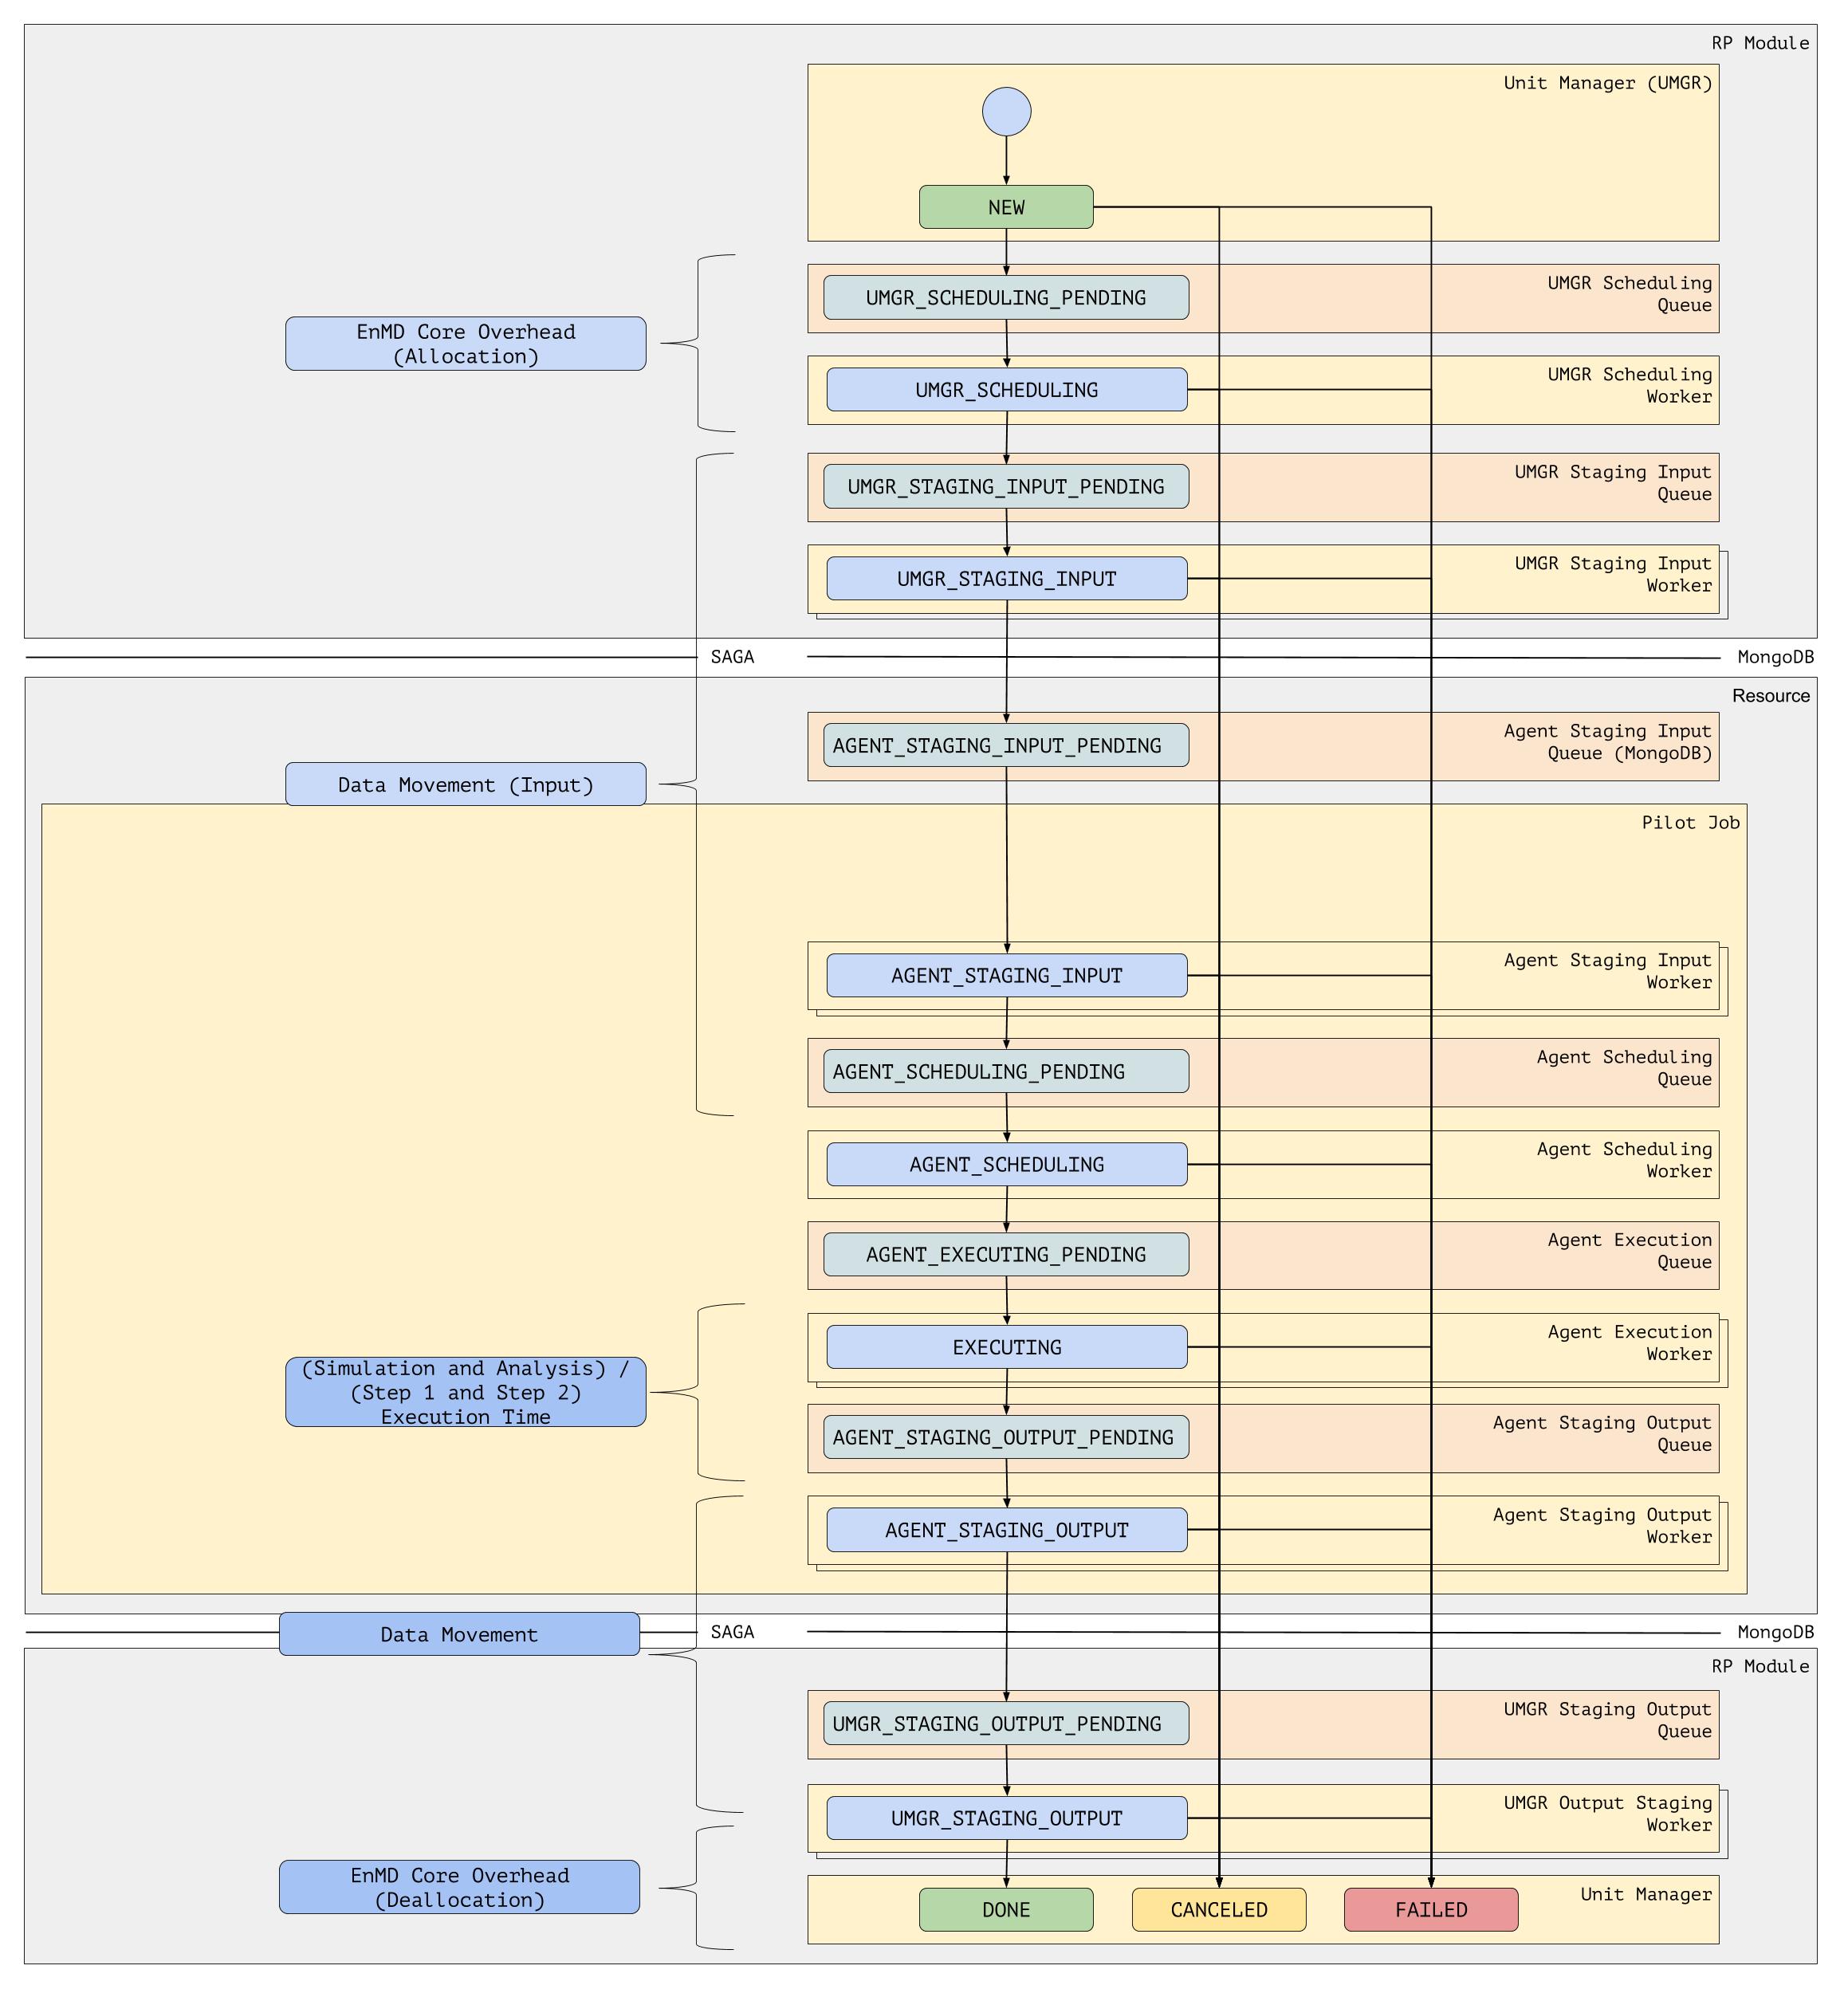 RP Module
Unit Manager (UMGR)
NEW
UMGR_SCHEDULING_PENDING
UMGR Scheduling
Queue
EnMD Core Overhead
(Allocation)
UMGR_SCHEDULING
UMGR Scheduling
Worker
UMGR_STAGING_INPUT_PENDING
UMGR Staging Input
Queue
UMGR_STAGING_INPUT
UMGR Staging Input
Worker
SAGA
MongoDB
Resource
AGENT_STAGING_INPUT_PENDING
Agent Staging Input
Queue (MongoDB)
Data Movement (Input)
Pilot Job
AGENT_STAGING_INPUT
Agent Staging Input
Worker
AGENT_SCHEDULING_PENDING
Agent Scheduling
Queue
AGENT_SCHEDULING
Agent Scheduling
Worker
AGENT_EXECUTING_PENDING
Agent Execution
Queue
EXECUTING
Agent Execution
Worker
(Simulation and Analysis) /
(Step 1 and Step 2)
Execution Time
AGENT_STAGING_OUTPUT_PENDING
Agent Staging Output
Queue
AGENT_STAGING_OUTPUT
Agent Staging Output
Worker
Data Movement
SAGA
MongoDB
RP Module
UMGR_STAGING_OUTPUT_PENDING
UMGR Staging Output
Queue
UMGR_STAGING_OUTPUT
UMGR Output Staging
Worker
EnMD Core Overhead
(Deallocation)
DONE
CANCELED
FAILED
Unit Manager